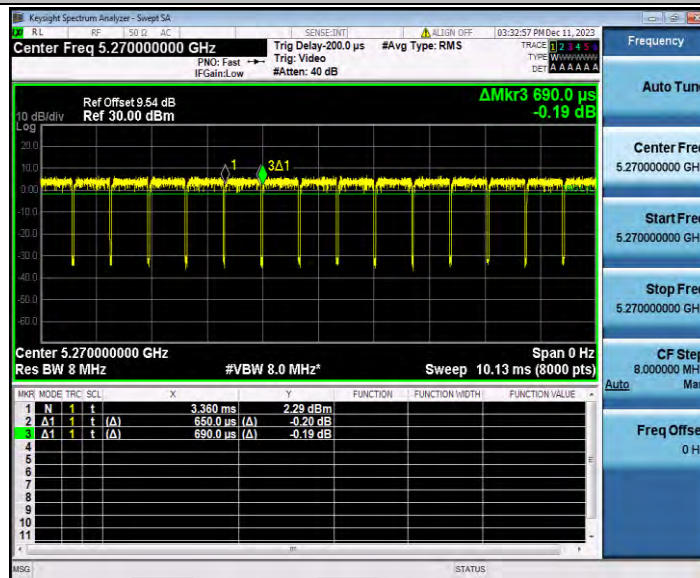 Keysight Spectrum Analyzer - Swept SA
RL RF 50 Ω AC SENSE:INT ALIGN OFF 03:32:57 PM Dec 11, 2023
Center Freq 5.270000000 GHz
PNO: Fast
IFGain:Low
Trig Delay-200.0 µs
Trig: Video
#Atten: 40 dB
#Avg Type: RMS
TRACE 1 2 3 4 5 6
TYPE W
DET A A A A A A
Frequency
Auto Tune
Center Freq
5.270000000 GH
Start Freq
5.270000000 GH
Stop Freq
5.270000000 GH
CF Step
8.000000 MH
Auto Man
Freq Offse
0 H
ΔMkr3 690.0 µs
-0.19 dB
Ref Offset 9.54 dB
10 dB/div Ref 30.00 dBm
Log
20.0
10.0
0.00
-10.0
-20.0
-30.0
-40.0
-50.0
-60.0
1
3Δ1
Center 5.270000000 GHz Span 0 Hz
Res BW 8 MHz #VBW 8.0 MHz* Sweep 10.13 ms (8000 pts)
MKR MODE TRC SCL X Y FUNCTION FUNCTION WIDTH FUNCTION VALUE
1 N 1 t 3.360 ms 2.29 dBm
2 Δ1 1 t (Δ) 650.0 µs (Δ) -0.20 dB
3 Δ1 1 t (Δ) 690.0 µs (Δ) -0.19 dB
4
5
6
7
8
9
10
11
MSG STATUS